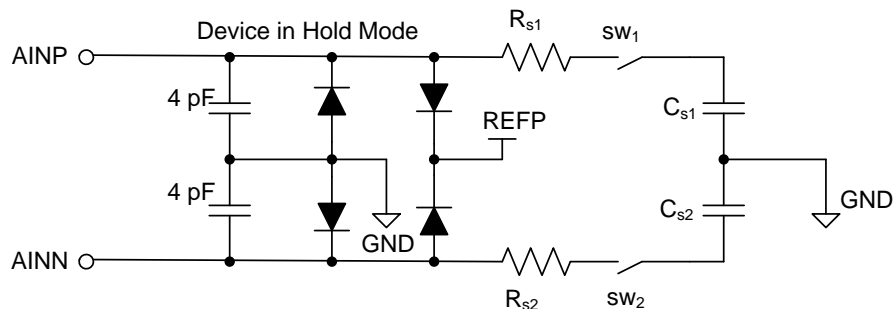 Device in Hold Mode
Rs1
sw1
AINP
4 pF
REFP
Cs1
4 pF
GND
Cs2
GND
AINN
Rs2
sw2